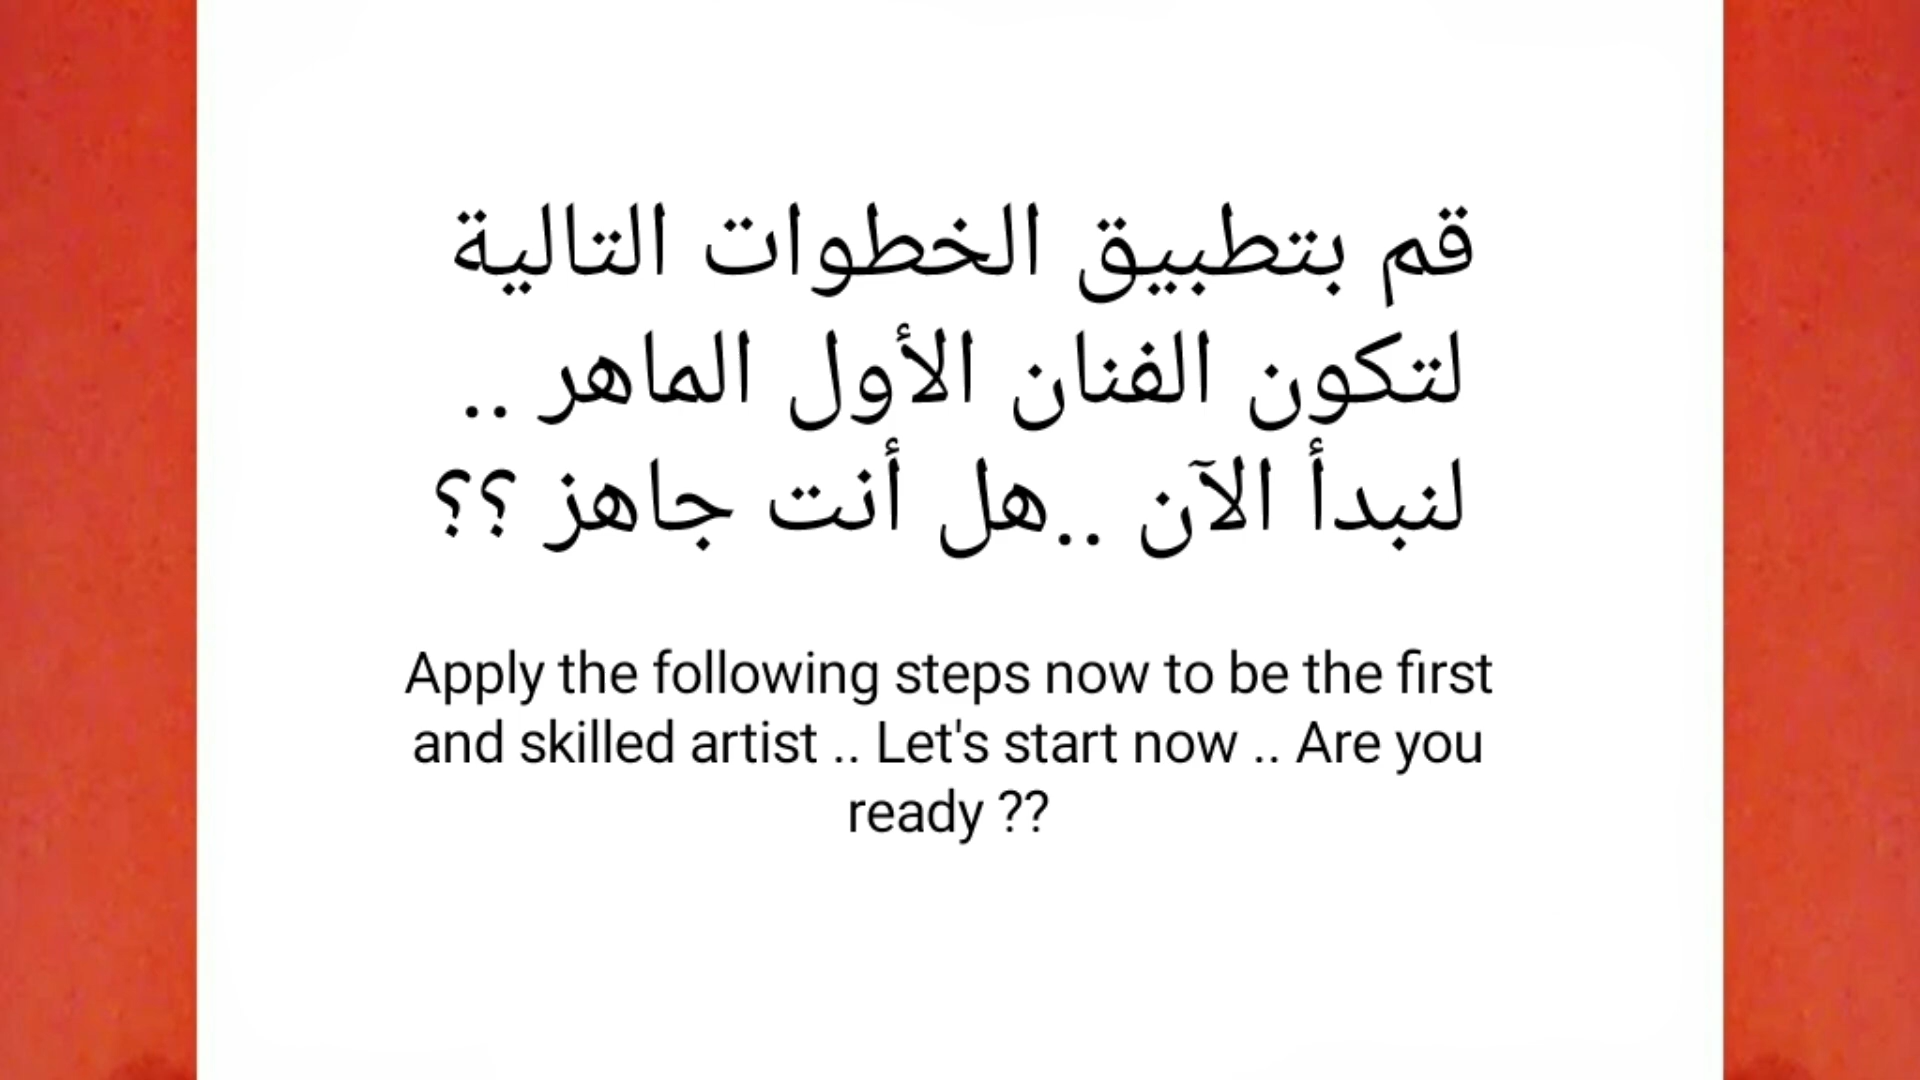 قم بتطبيق الخطوات التالية
لتكون الفنان الأول الماهر ..
لنبدأ الآن ..هل أنت جاهز ؟؟
Apply the following steps now to be the first
and skilled artist .. Let's start now .. Are you
ready ??